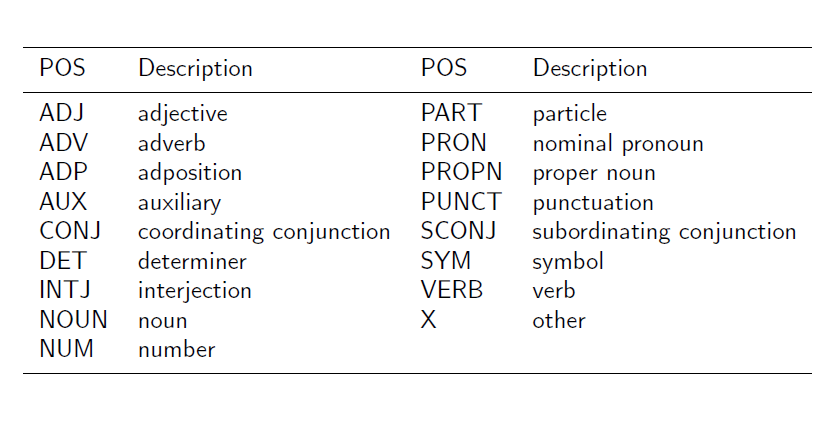 POS Description POS Description
ADJ adjective PART particle
ADV adverb PRON nominal pronoun
ADP adposition PROPN proper noun
AUX auxiliary PUNCT punctuation
CONJ coordinating conjunction SCONJ subordinating conjunction
DET determiner SYM symbol
INTJ interjection VERB verb
NOUN noun X other
NUM number